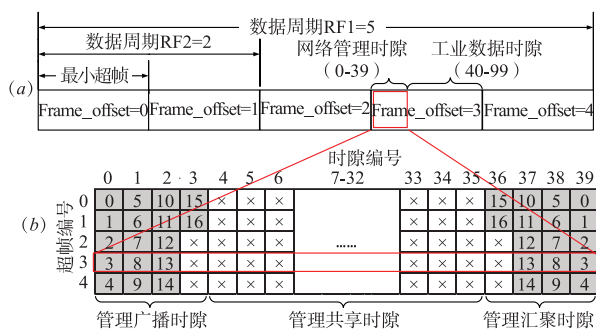 数据周期RF1=5
数据周期RF2=2
网络管理时隙
(0-39)
工业数据时隙
(40-99)
最小超帧
(a)
Frame_offset=0 Frame_offset=1 Frame_offset=2 Frame_offset=3 Frame_offset=4
时隙编号
0 1 2 3 4 5 6 7-32 33 34 35 36 37 38 39
(b)
超帧编号
0 0 5 10 15 × × × × × × 15 10 5 0
1 1 6 11 16 × × × × × × 16 11 6 1
2 2 7 12 × × × × ...... × × × × 12 7 2
3 3 8 13 × × × × × × × × 13 8 3
4 4 9 14 × × × × × × × × 14 9 4
管理广播时隙 管理共享时隙 管理汇聚时隙